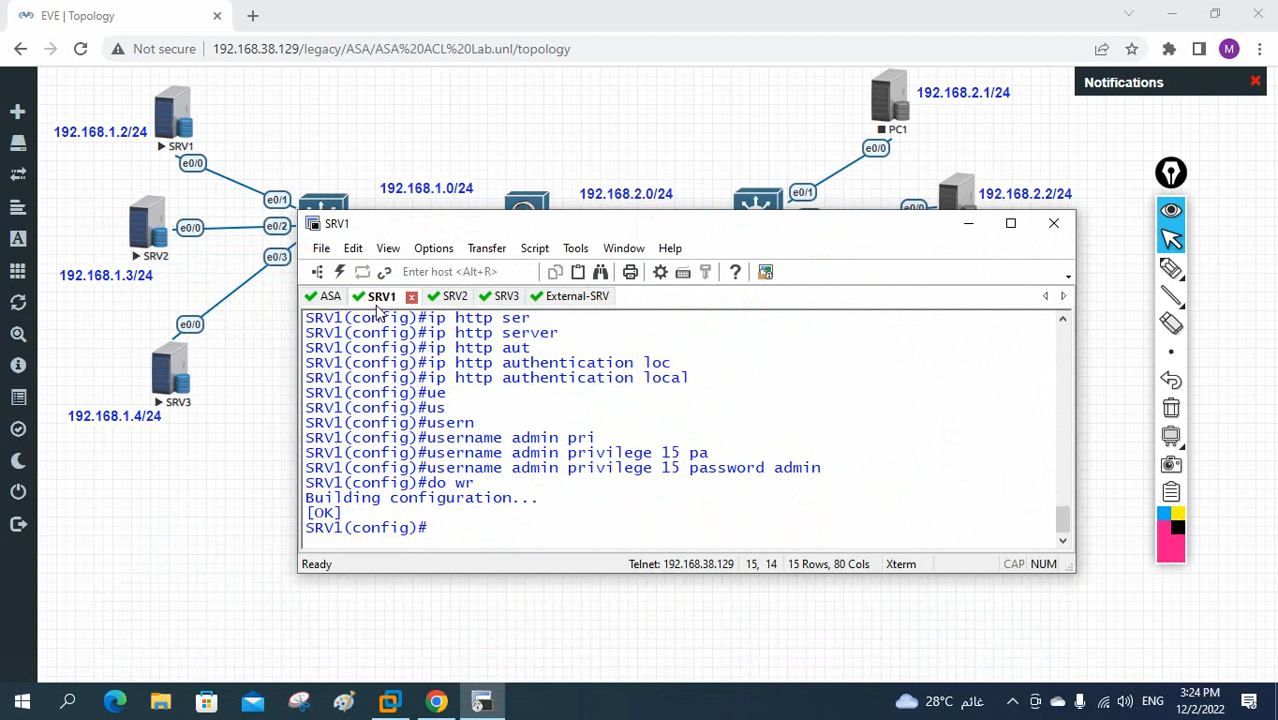 EVE | Topology
Not secure
192.168.38.129/legacy/ASA/ASA%20ACL%20Lab.unl/topology
M
Notifications
192.168.1.2/24
SRV1
e0/0
192.168.1.3/24
SRV2
e0/0
192.168.1.4/24
SRV3
e0/0
e0/1
e0/2
e0/3
192.168.1.0/24
192.168.2.0/24
192.168.2.1/24
PC1
e0/0
e0/1
192.168.2.2/24
e0/0
SRV1
File Edit View Options Transfer Script Tools Window Help
Enter host <Alt+R>
ASA SRV1 SRV2 SRV3 External-SRV
SRV1(config)#ip http ser
SRV1(config)#ip http server
SRV1(config)#ip http aut
SRV1(config)#ip http authentication loc
SRV1(config)#ip http authentication local
SRV1(config)#ue
SRV1(config)#us
SRV1(config)#usern
SRV1(config)#username admin pri
SRV1(config)#username admin privilege 15 pa
SRV1(config)#username admin privilege 15 password admin
SRV1(config)#do wr
Building configuration...
[OK]
SRV1(config)#
Ready Telnet: 192.168.38.129 15, 14 15 Rows, 80 Cols Xterm CAP NUM
28°C غائم
ENG
3:24 PM
12/2/2022